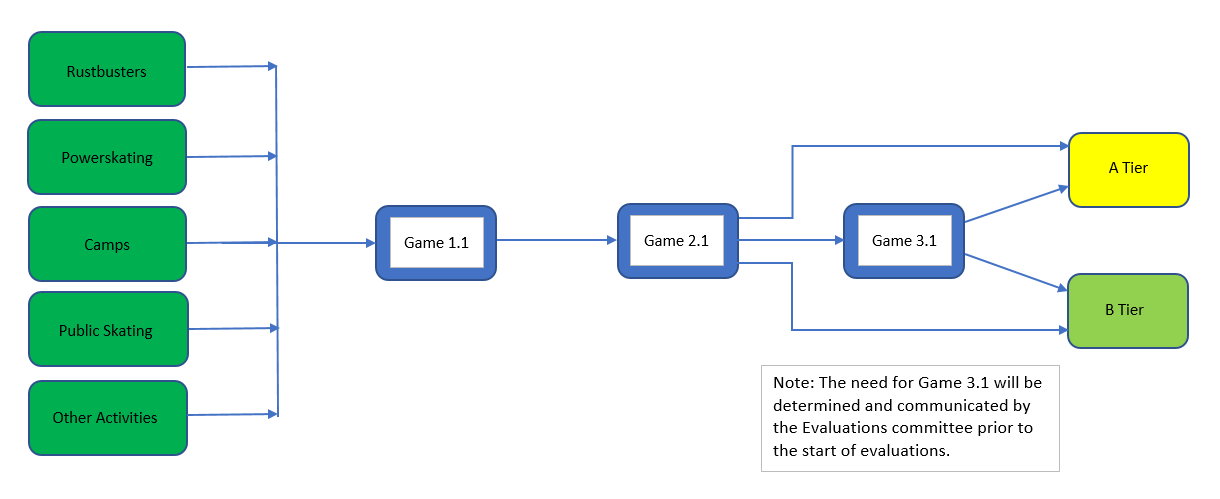 Rustbusters
Powerskating
Camps
Public Skating
Other Activities
Game 1.1
Game 2.1
Game 3.1
A Tier
B Tier
Note: The need for Game 3.1 will be
determined and communicated by
the Evaluations committee prior to
the start of evaluations.